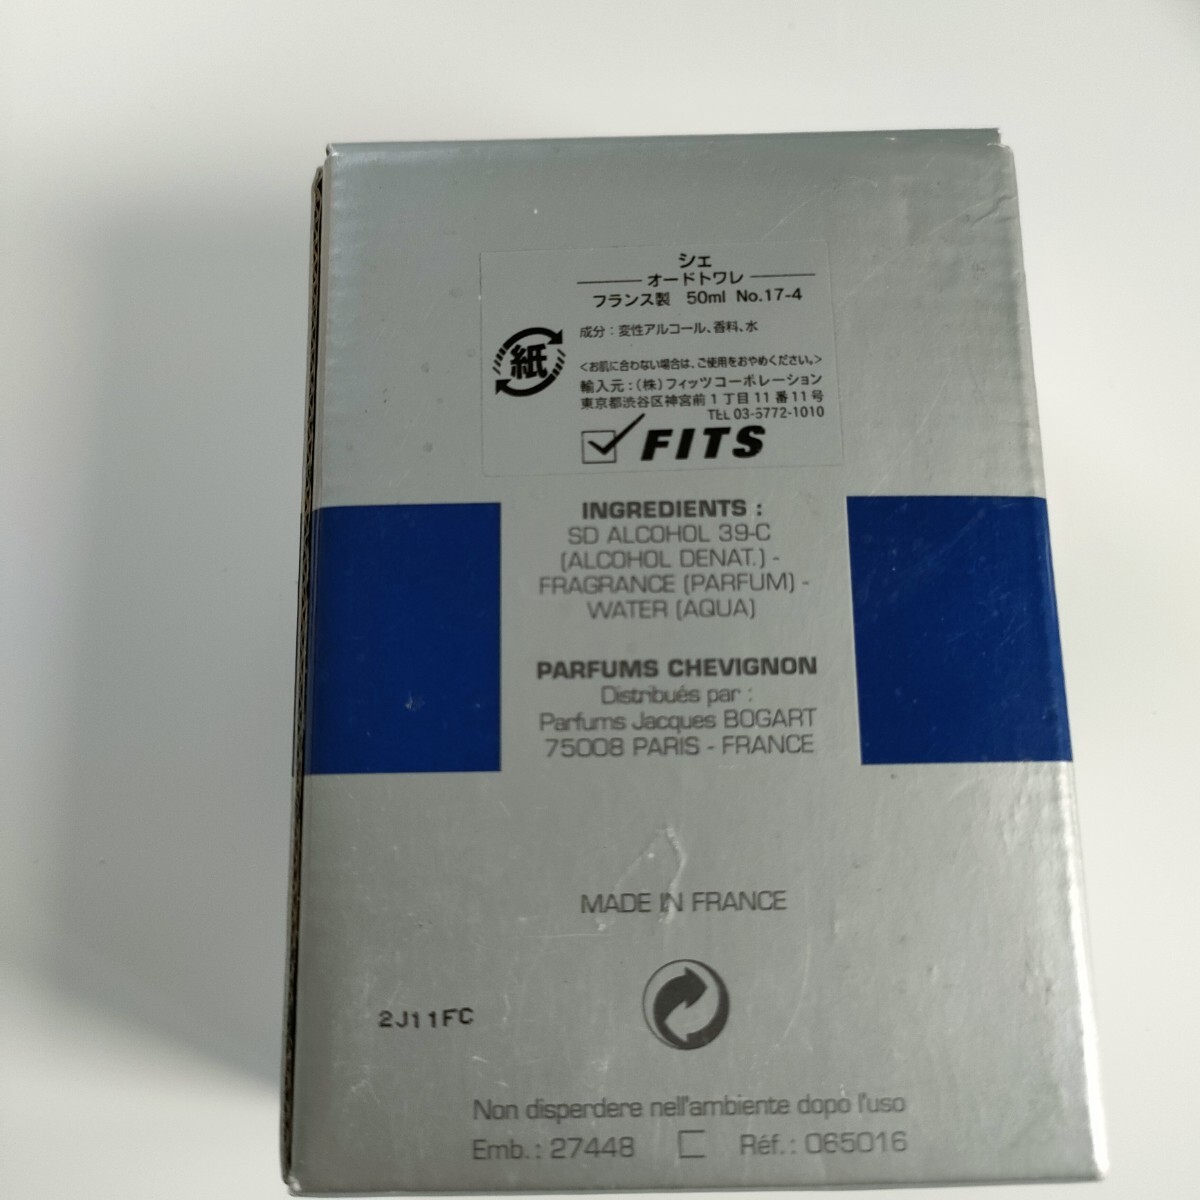 シェ
オードトワレ
フランス製 50ml No.17-4
成分：変性アルコール、香料、水
紙
<お肌に合わない場合は、ご使用をおやめください。>
輸入元：(株)フィッツコーポレーション
東京都渋谷区神宮前1丁目11番11号
TEL 03-5772-1010
FITS
INGREDIENTS :
SD ALCOHOL 39-C
(ALCOHOL DENAT.) -
FRAGRANCE (PARFUM) -
WATER (AQUA)
PARFUMS CHEVIGNON
Distribués par :
Parfums Jacques BOGART
75008 PARIS - FRANCE
MADE IN FRANCE
2J11FC
Non disperdere nell'ambiente dopo l'uso
Emb.: 27448 Réf.: 065016